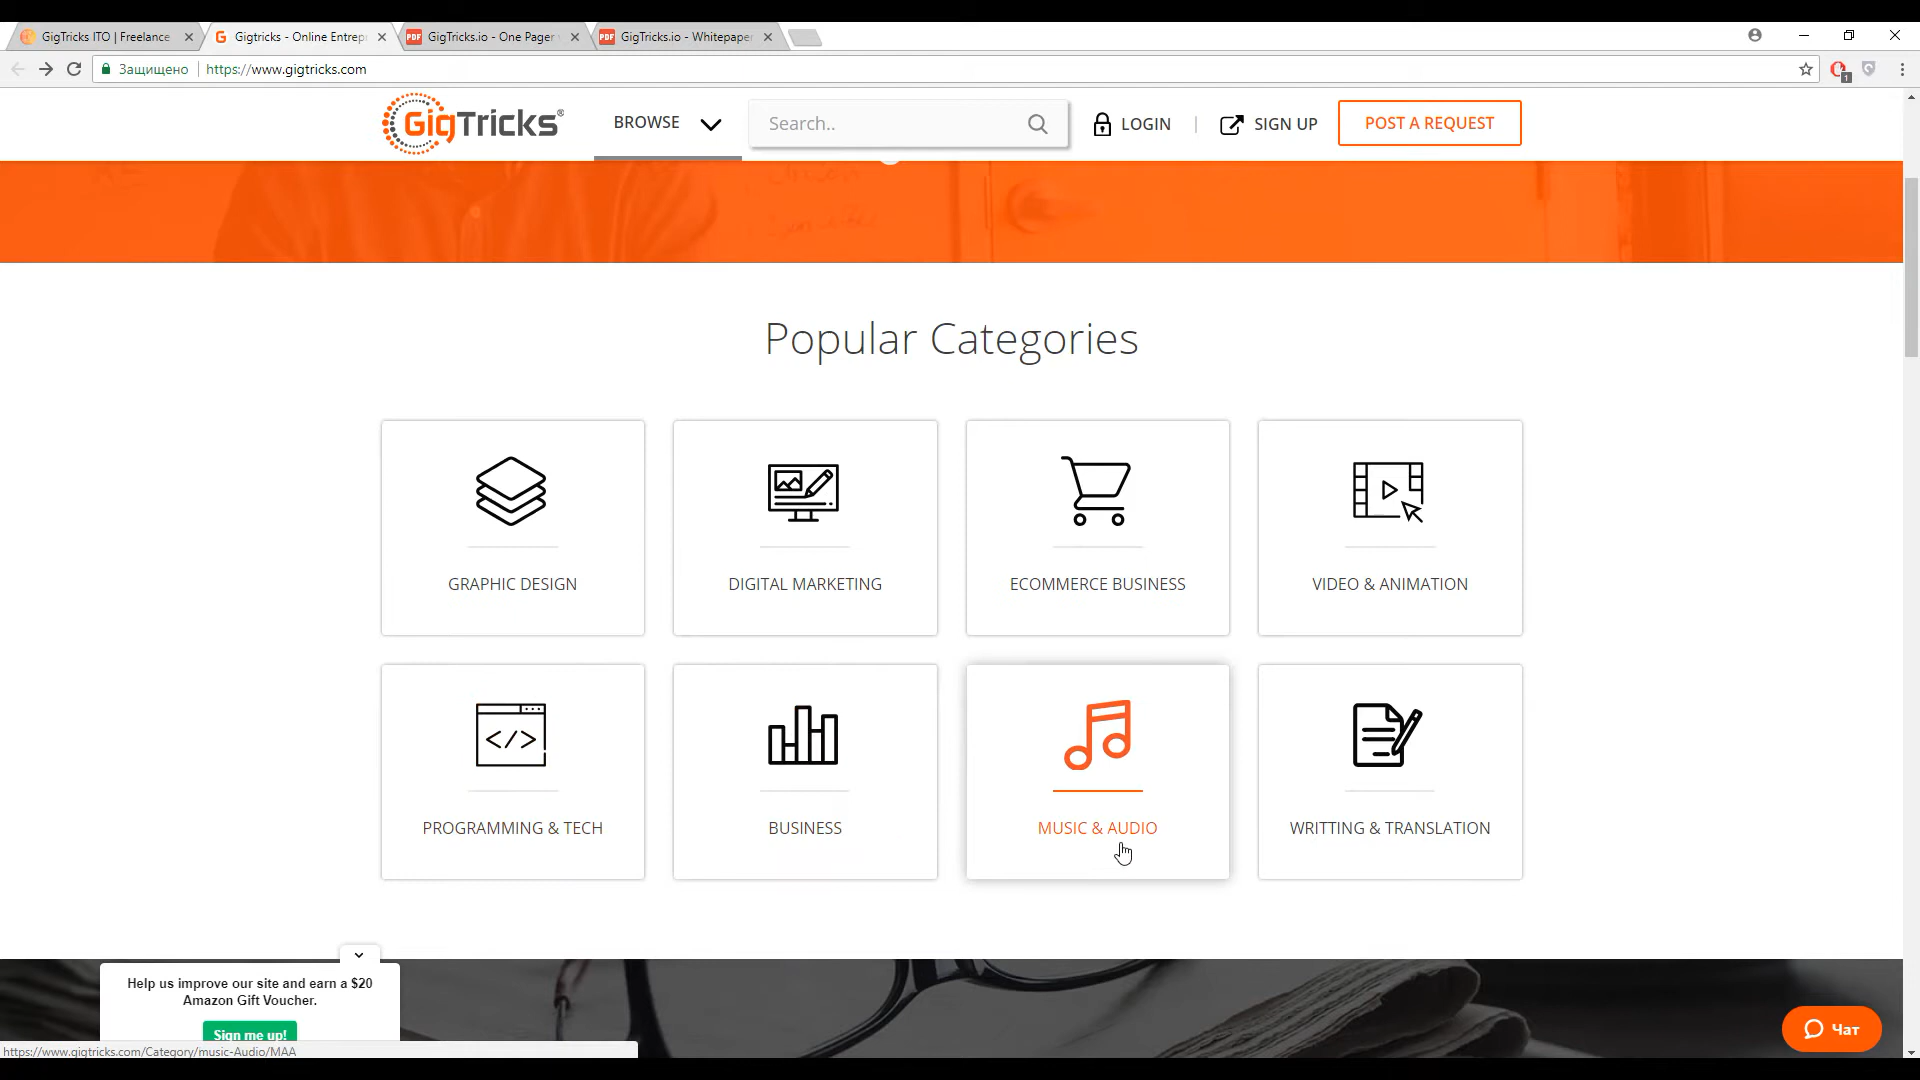 GigTricks ITO | Freelance
Gigtricks - Online Entrep
GigTricks.io - One Pager
GigTricks.io - Whitepaper
Защищено
https://www.gigtricks.com
GigTricks®
BROWSE
Search..
LOGIN
SIGN UP
POST A REQUEST
Popular Categories
GRAPHIC DESIGN
DIGITAL MARKETING
ECOMMERCE BUSINESS
VIDEO & ANIMATION
PROGRAMMING & TECH
BUSINESS
MUSIC & AUDIO
WRITTING & TRANSLATION
Help us improve our site and earn a $20
Amazon Gift Voucher.
Sign me up!
Чат
https://www.gigtricks.com/Category/music-Audio/MAA